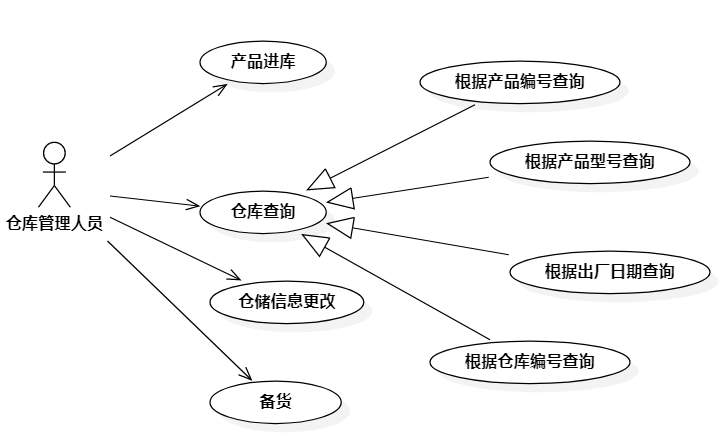 产品进库
根据产品编号查询
根据产品型号查询
仓库管理人员
仓库查询
根据出厂日期查询
仓储信息更改
根据仓库编号查询
备货